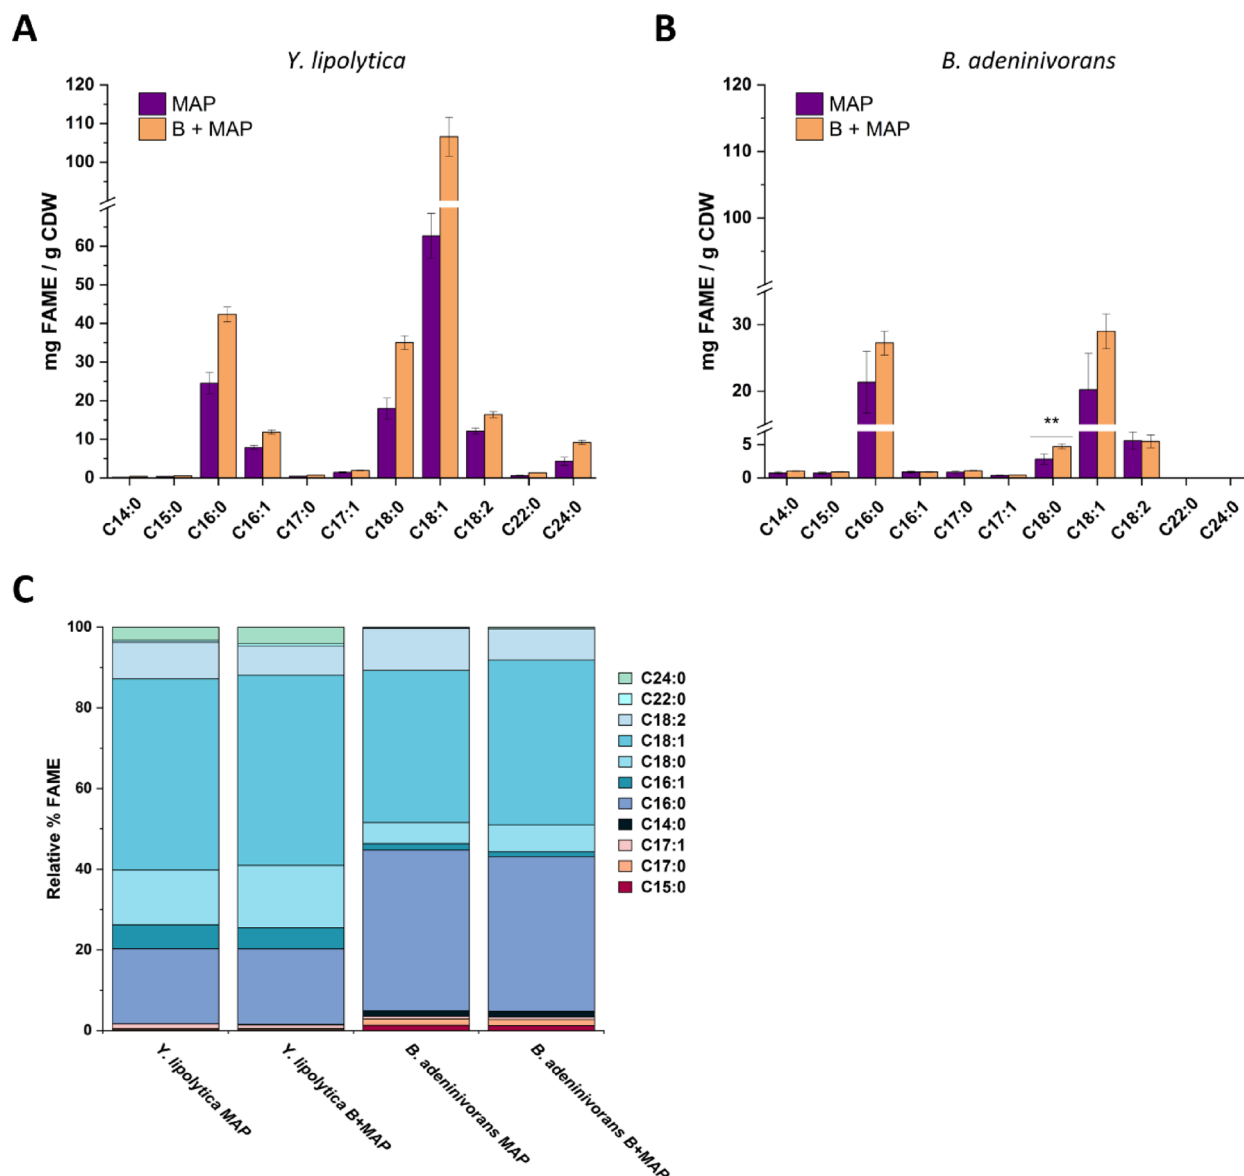 A
Y. lipolytica
MAP
B + MAP
mg FAME / g CDW
120
110
100
60
50
40
30
20
10
0
C14:0
C15:0
C16:0
C16:1
C17:0
C17:1
C18:0
C18:1
C18:2
C22:0
C24:0
B
B. adeninivorans
MAP
B + MAP
mg FAME / g CDW
120
110
100
30
20
5
0
**
C14:0
C15:0
C16:0
C16:1
C17:0
C17:1
C18:0
C18:1
C18:2
C22:0
C24:0
C
Relative % FAME
100
80
60
40
20
0
Y. lipolytica MAP
Y. lipolytica B+MAP
B. adeninivorans MAP
B. adeninivorans B+MAP
C24:0
C22:0
C18:2
C18:1
C18:0
C16:1
C16:0
C14:0
C17:1
C17:0
C15:0